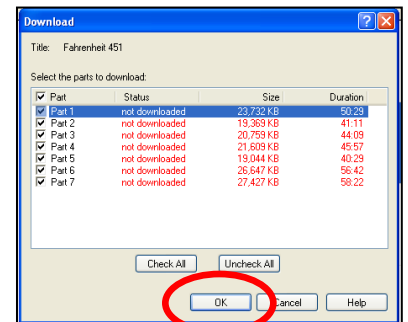 Download
Title: Fahrenheit 451
Select the parts to download:
Part Status Size Duration
Part 1 not downloaded 23,732 KB 50:29
Part 2 not downloaded 19,369 KB 41:11
Part 3 not downloaded 20,759 KB 44:09
Part 4 not downloaded 21,609 KB 45:57
Part 5 not downloaded 19,044 KB 40:29
Part 6 not downloaded 26,647 KB 56:42
Part 7 not downloaded 27,427 KB 58:22
Check All Uncheck All
OK Cancel Help